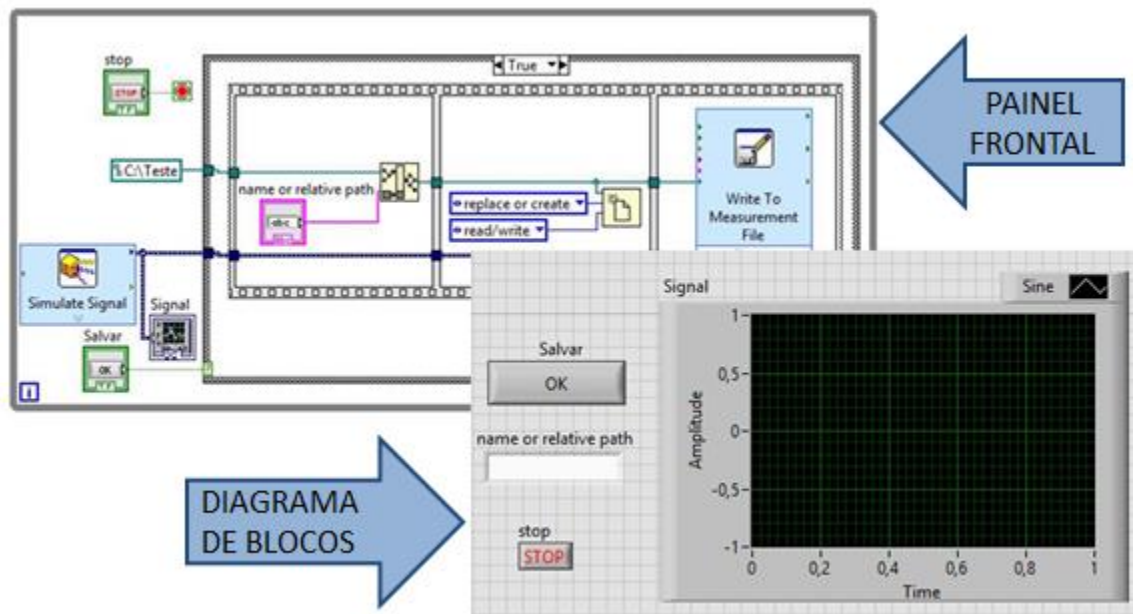 stop
STOP
TF
True
PAINEL
FRONTAL
C:\Teste
name or relative path
abc
replace or create
read/write
Write To
Measurement
File
Simulate Signal
Signal
Salvar
OK
TF
?
i
Signal
Sine
Salvar
OK
name or relative path
stop
STOP
Amplitude
1
0,5
0
-0,5
-1
0
0,2
0,4
0,6
0,8
1
Time
DIAGRAMA
DE BLOCOS